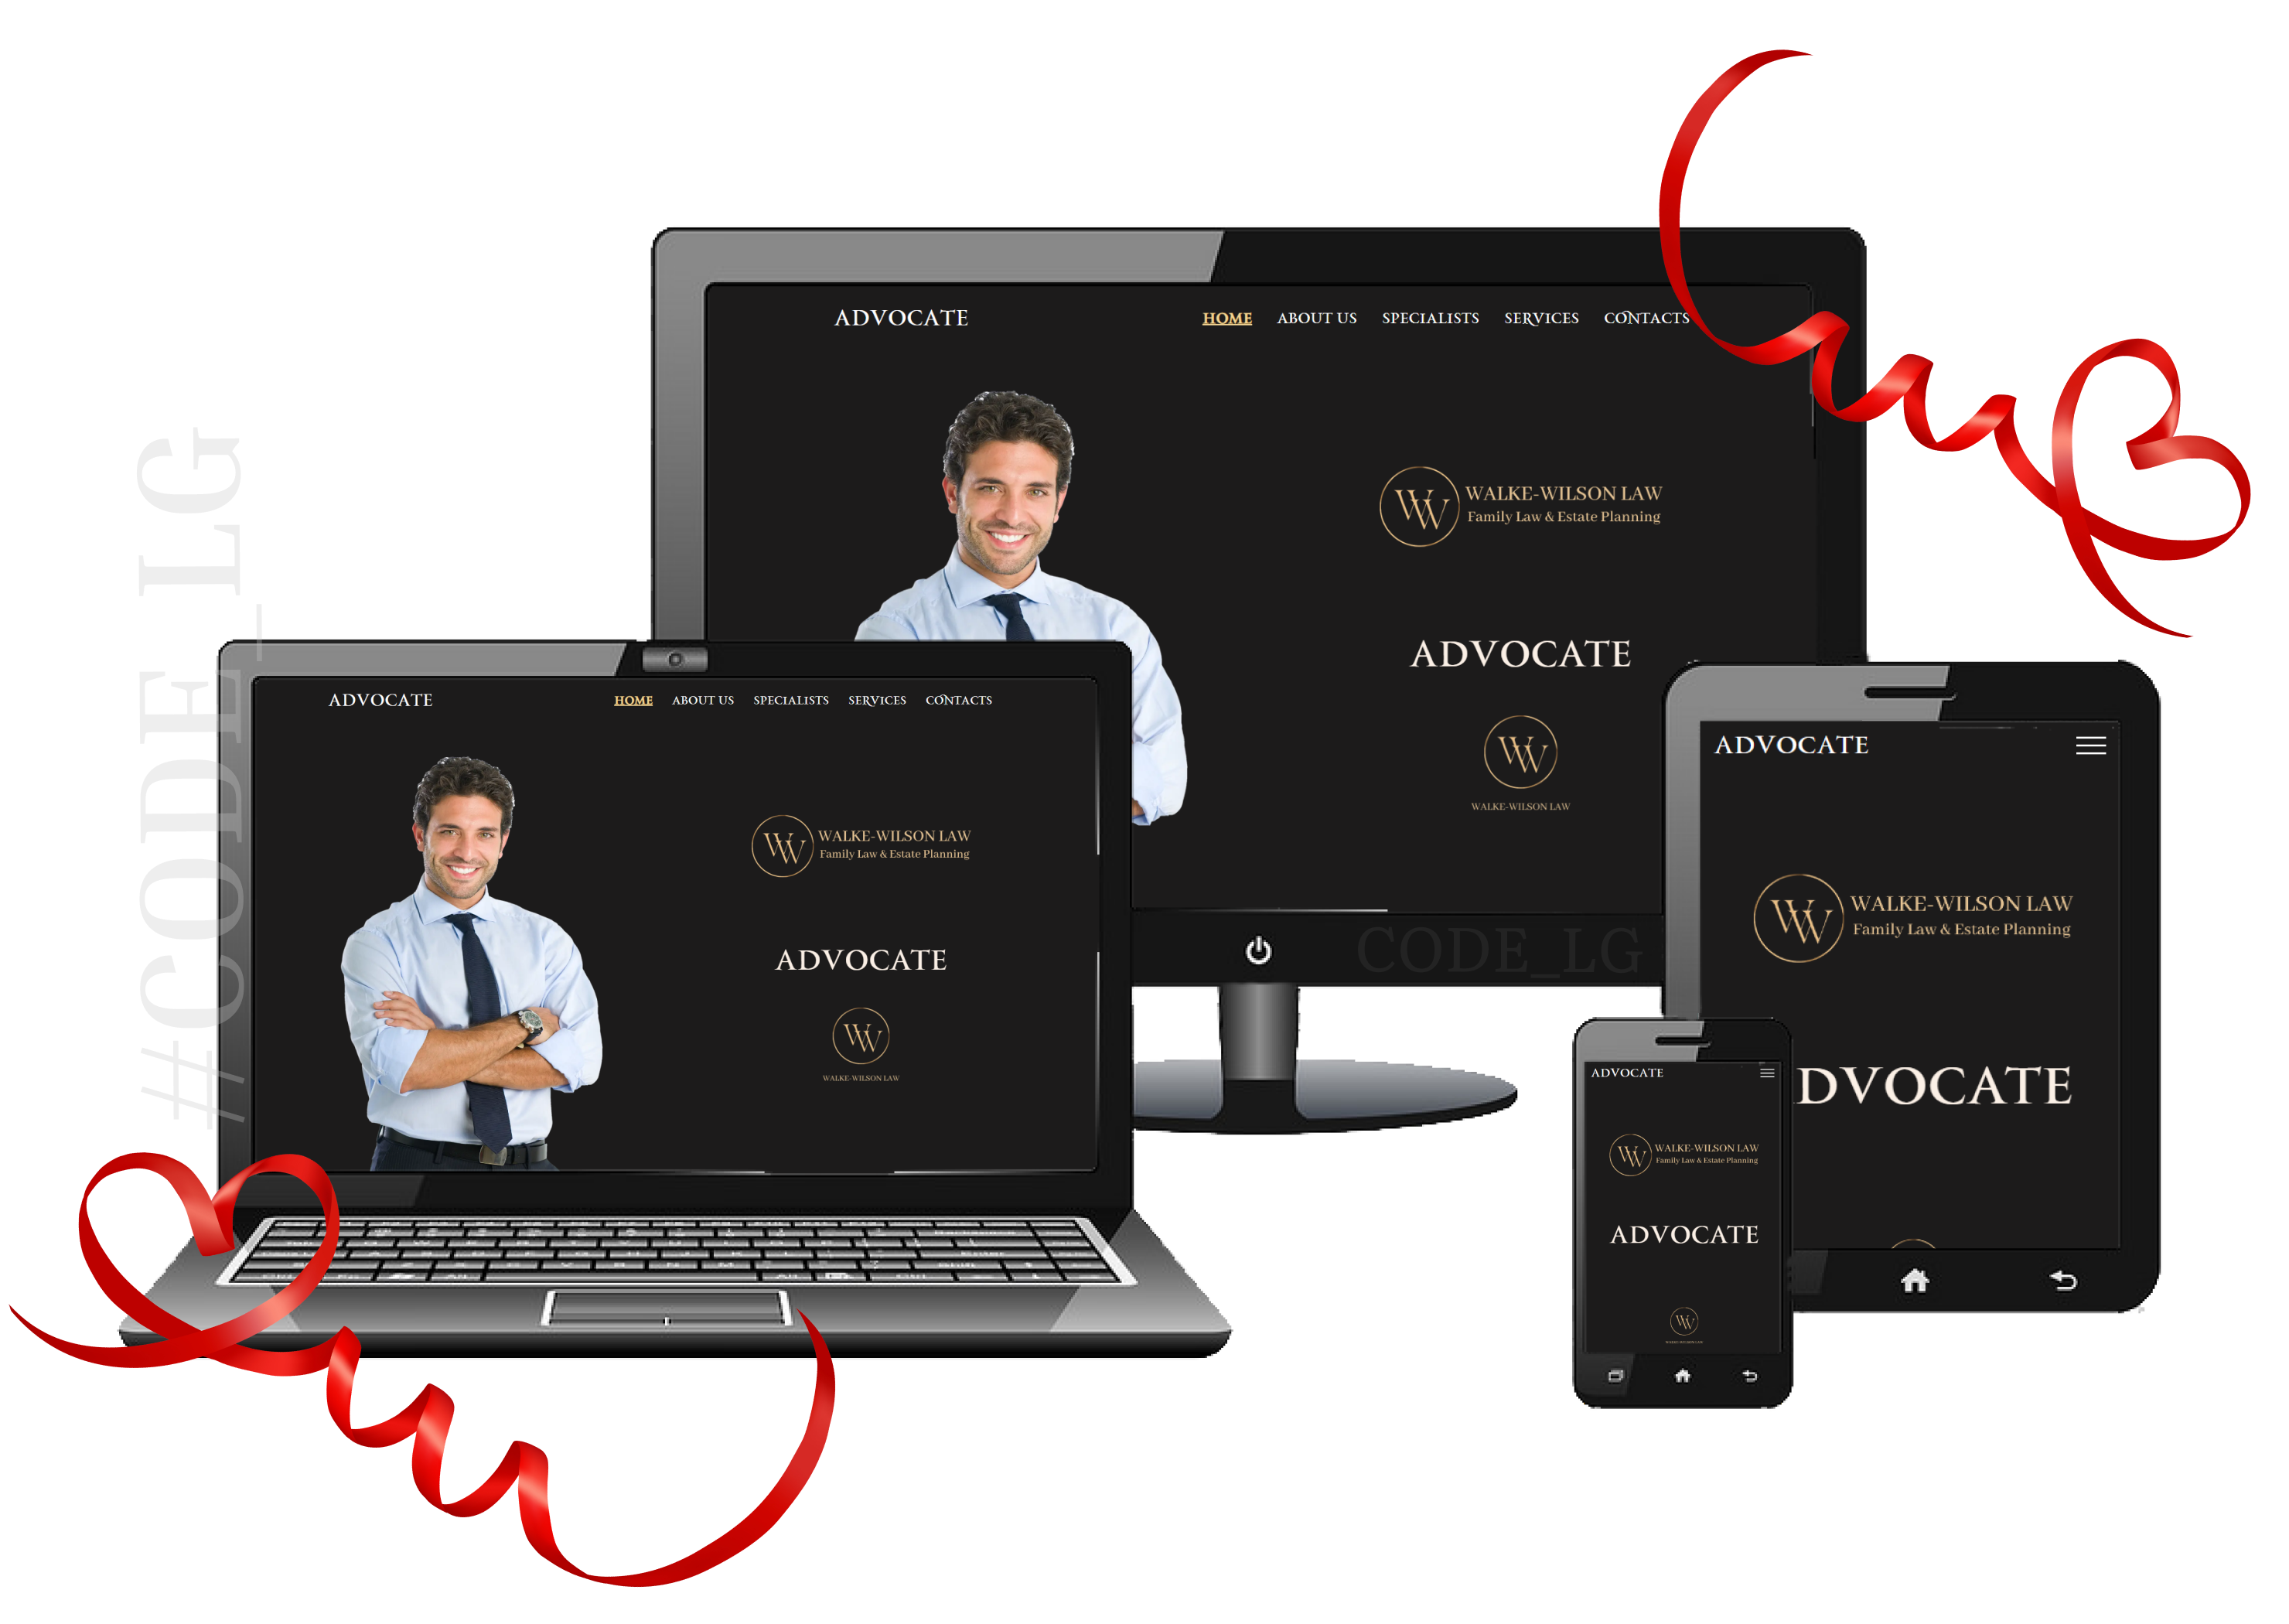 ADVOCATE
HOME ABOUT US SPECIALISTS SERVICES CONTACTS
WALKE-WILSON LAW
Family Law & Estate Planning
ADVOCATE
WALKE-WILSON LAW
CODE_LG
#CODE_LG
ADVOCATE
HOME ABOUT US SPECIALISTS SERVICES CONTACTS
WALKE-WILSON LAW
Family Law & Estate Planning
ADVOCATE
WALKE-WILSON LAW
ADVOCATE
WALKE-WILSON LAW
Family Law & Estate Planning
DVOCATE
ADVOCATE
WALKE-WILSON LAW
Family Law & Estate Planning
ADVOCATE